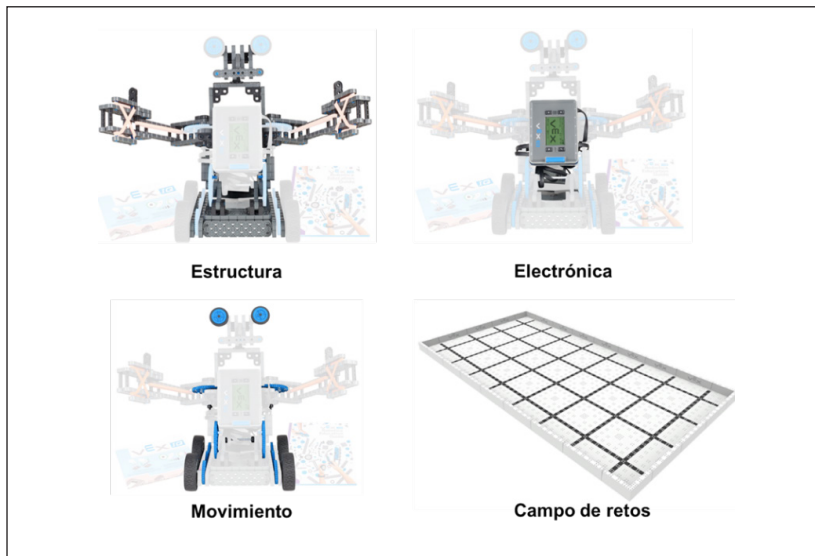 Estructura
Electrónica
Movimiento
Campo de retos